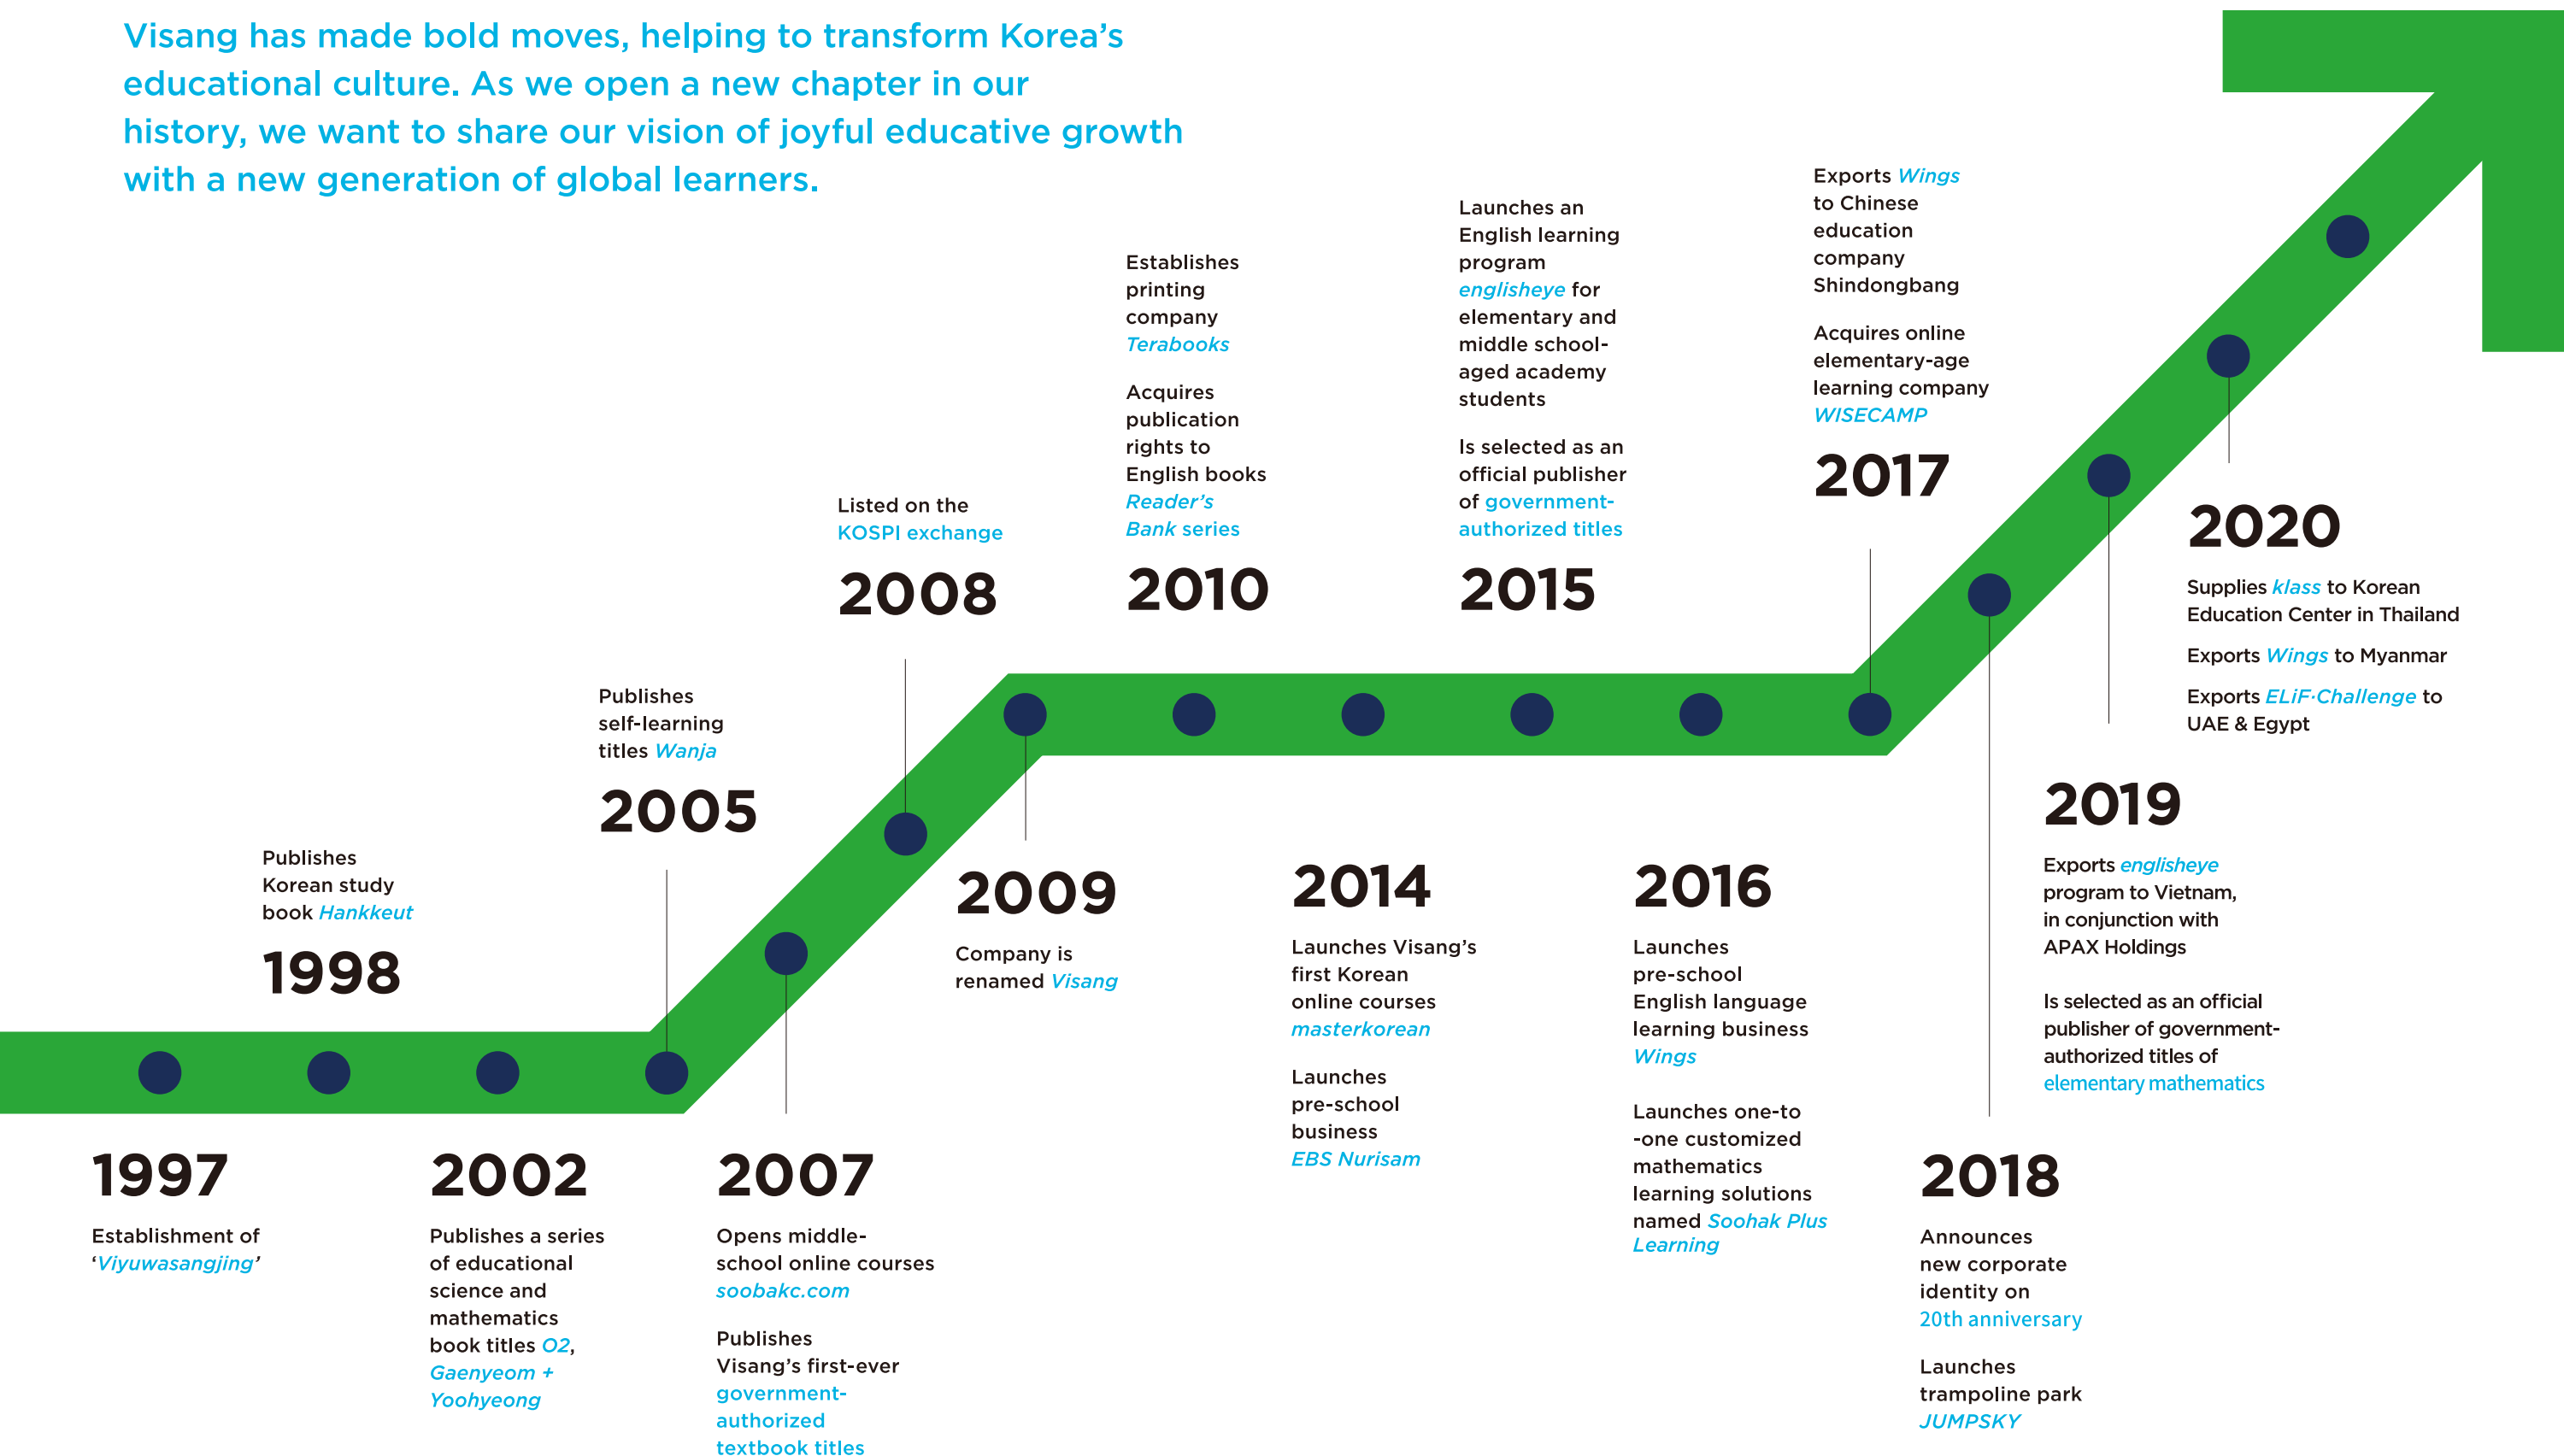 Visang has made bold moves, helping to transform Korea’s
educational culture. As we open a new chapter in our
history, we want to share our vision of joyful educative growth
with a new generation of global learners.
1997
Establishment of
‘Viyuwasangjing’
Publishes
Korean study
book Hankkeut
1998
2002
Publishes a series
of educational
science and
mathematics
book titles O2,
Gaenyeom +
Yoohyeong
Publishes
self-learning
titles Wanja
2005
2007
Opens middle-
school online courses
soobakc.com
Publishes
Visang’s first-ever
government-
authorized
textbook titles
Listed on the
KOSPI exchange
2008
2009
Company is
renamed Visang
Establishes
printing
company
Terabooks
Acquires
publication
rights to
English books
Reader’s
Bank series
2010
2014
Launches Visang’s
first Korean
online courses
masterkorean
Launches
pre-school
business
EBS Nurisam
Launches an
English learning
program
englisheye for
elementary and
middle school-
aged academy
students
Is selected as an
official publisher
of government-
authorized titles
2015
2016
Launches
pre-school
English language
learning business
Wings
Launches one-to
-one customized
mathematics
learning solutions
named Soohak Plus
Learning
Exports Wings
to Chinese
education
company
Shindongbang
Acquires online
elementary-age
learning company
WISECAMP
2017
2018
Announces
new corporate
identity on
20th anniversary
Launches
trampoline park
JUMPSKY
2019
Exports englisheye
program to Vietnam,
in conjunction with
APAX Holdings
Is selected as an official
publisher of government-
authorized titles of
elementary mathematics
2020
Supplies klass to Korean
Education Center in Thailand
Exports Wings to Myanmar
Exports ELiF·Challenge to
UAE & Egypt